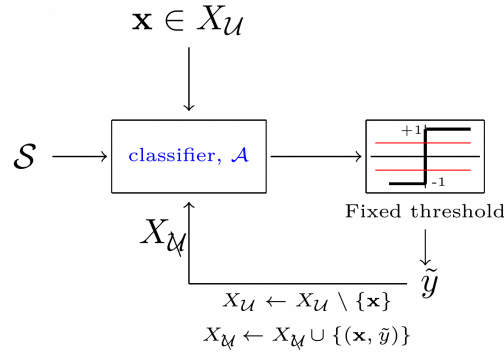 𝐱 ∈ X_𝒰
𝒮
classifier, 𝒜
+1
-1
Fixed threshold
X_𝒰̸
ỹ
X_𝒰 ← X_𝒰 \ {𝐱}
X_𝒰̸ ← X_𝒰̸ ∪ {(𝐱, ỹ)}